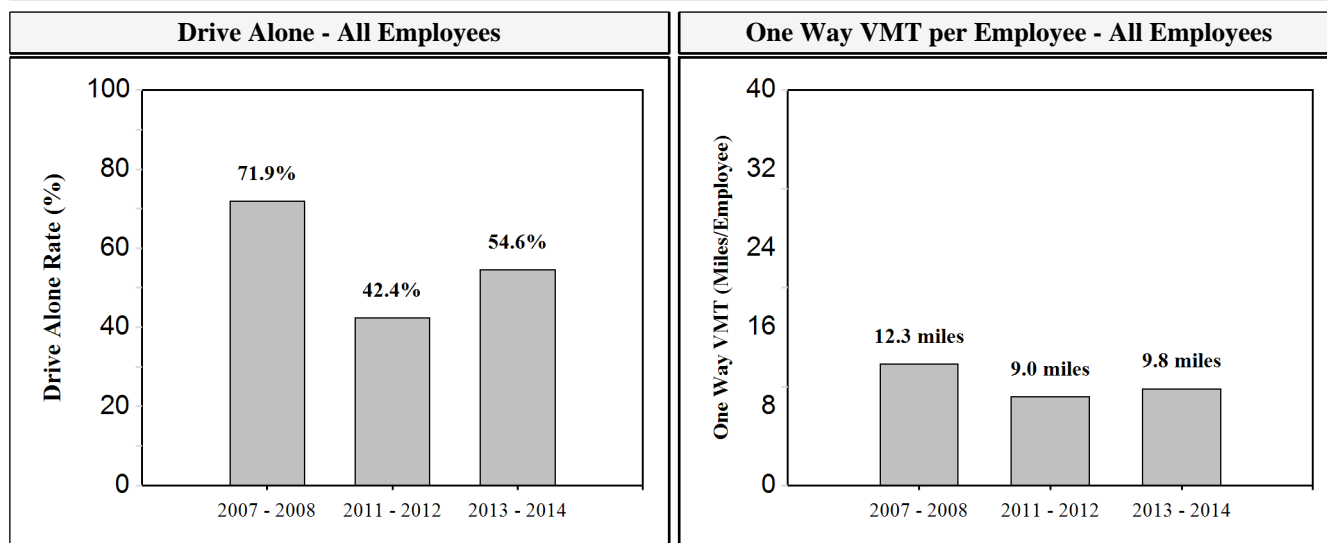 Drive Alone - All Employees
Drive Alone Rate (%)
100
80
60
40
20
0
71.9%
42.4%
54.6%
2007 - 2008
2011 - 2012
2013 - 2014
One Way VMT per Employee - All Employees
One Way VMT (Miles/Employee)
40
32
24
16
8
0
12.3 miles
9.0 miles
9.8 miles
2007 - 2008
2011 - 2012
2013 - 2014